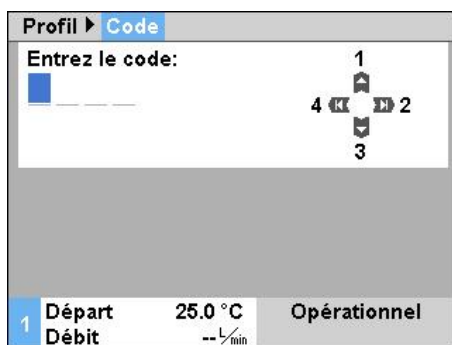 Profil ▶ Code
Entrez le code:
1
4 2
3
1 Départ 25.0 °C Opérationnel
Débit -- L/min